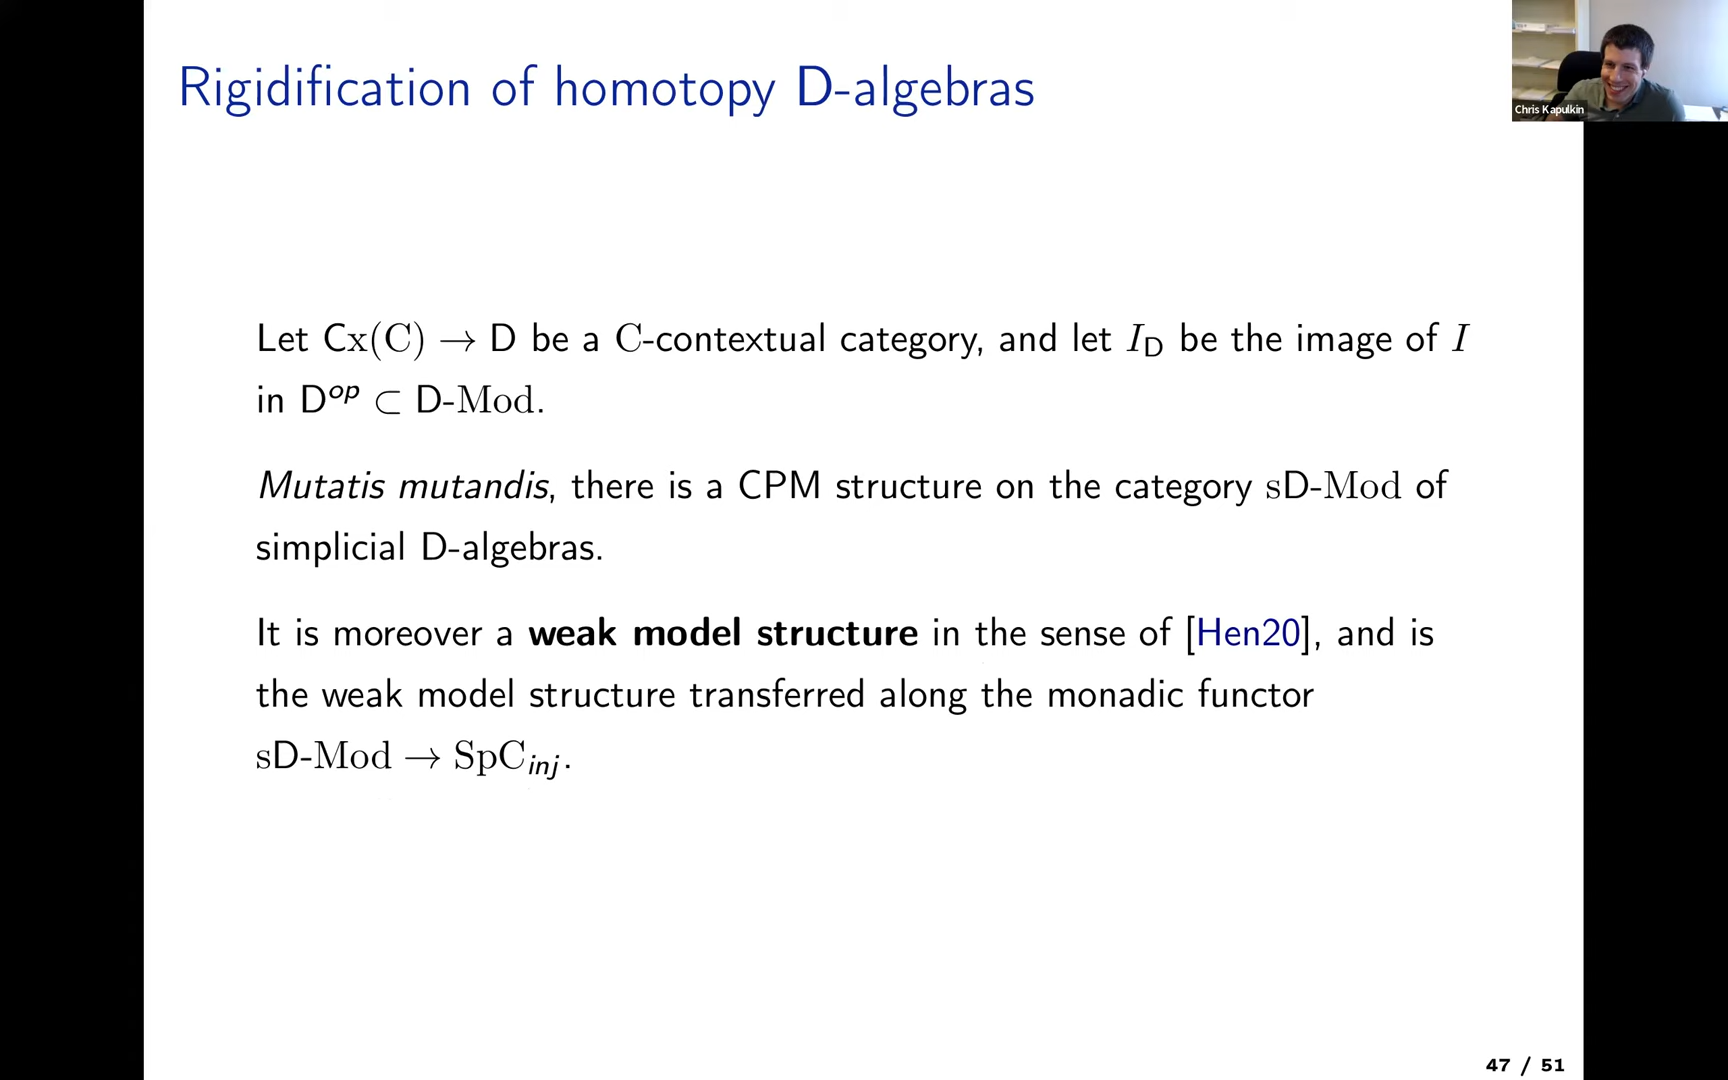 Rigidification of homotopy D-algebras
Chris Kapulkin
Let Cx(C) → D be a C-contextual category, and let I_D be the image of I
in D^op ⊂ D-Mod.
Mutatis mutandis, there is a CPM structure on the category sD-Mod of
simplicial D-algebras.
It is moreover a weak model structure in the sense of [Hen20], and is
the weak model structure transferred along the monadic functor
sD-Mod → SpC_inj.
47 / 51